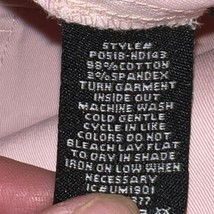 STYLE#
P0518-ND143
98%COTTON
2%SPANDEX
TURN GARMENT
INSIDE OUT
MACHINE WASH
COLD GENTLE
CYCLE IN LIKE
COLORS DO NOT
BLEACH LAY FLAT
TO DRY IN SHADE
IRON ON LOW WHEN
NECESSARY
IC#UM1901